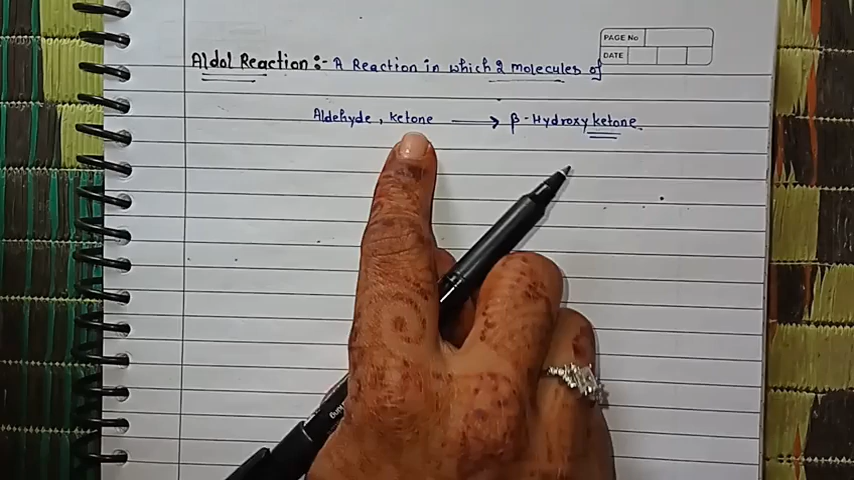 PAGE No
DATE
Aldol Reaction :- A Reaction in which 2 molecules of
Aldehyde, ketone → β-Hydroxy ketone